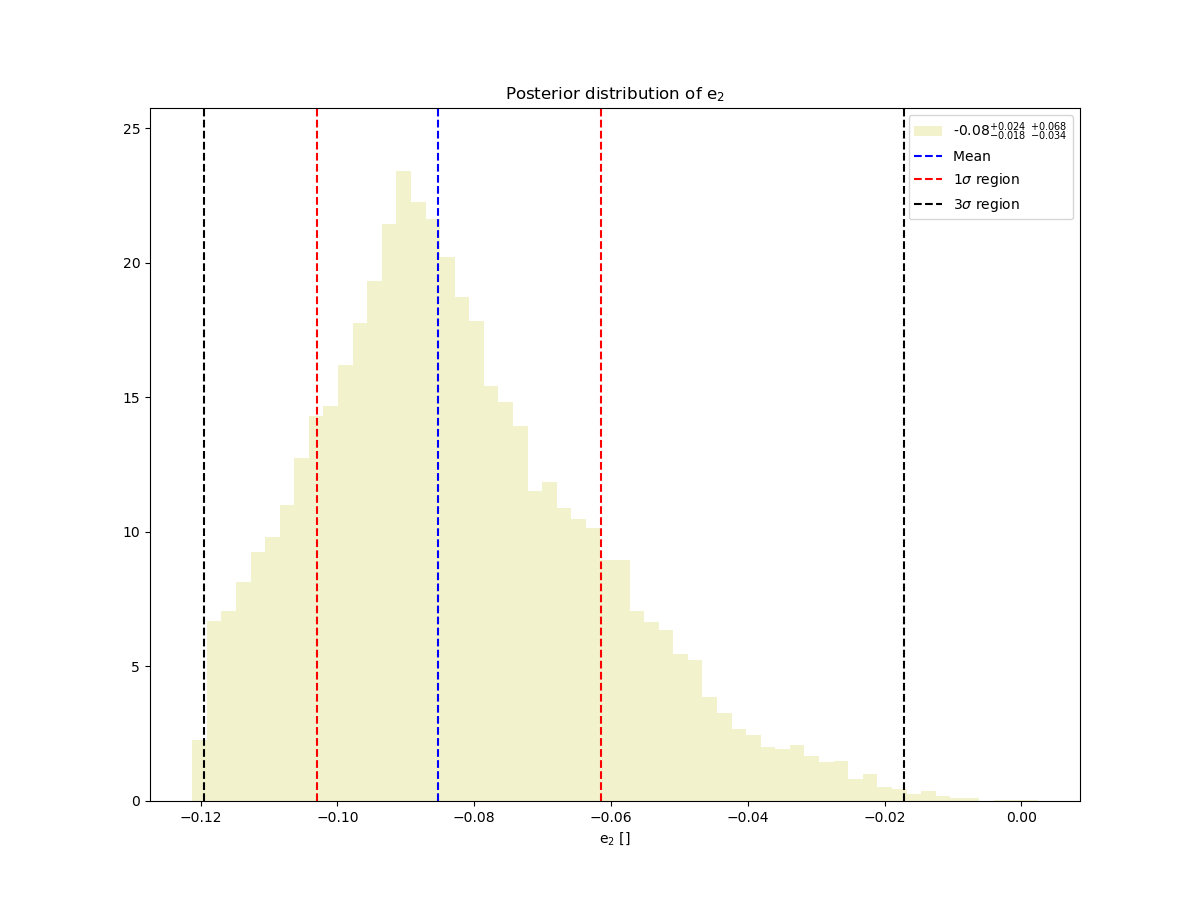 Posterior distribution of e₂
25
20
15
10
5
0
−0.12 −0.10 −0.08 −0.06 −0.04 −0.02 0.00
e₂ []
-0.08 +0.024 −0.018 +0.068 −0.034
Mean
1σ region
3σ region